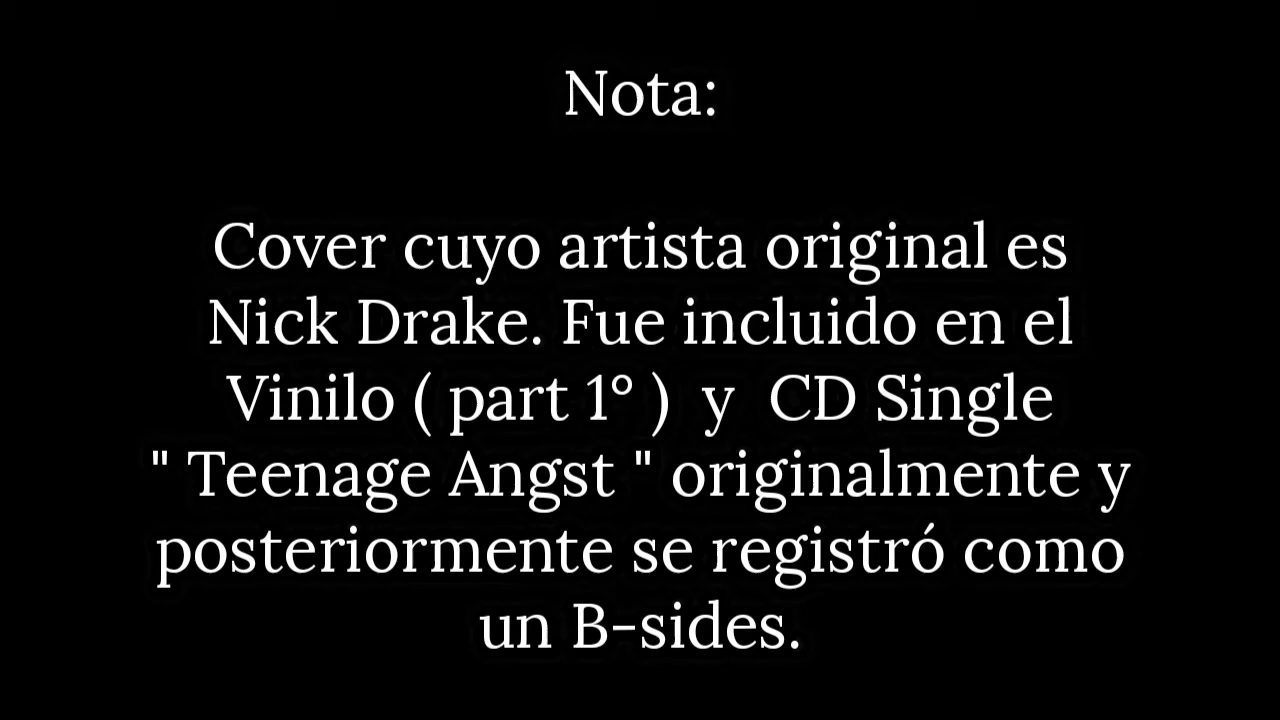 Nota:
Cover cuyo artista original es
Nick Drake. Fue incluido en el
Vinilo ( part 1° )  y  CD Single
" Teenage Angst " originalmente y
posteriormente se registró como
un B-sides.